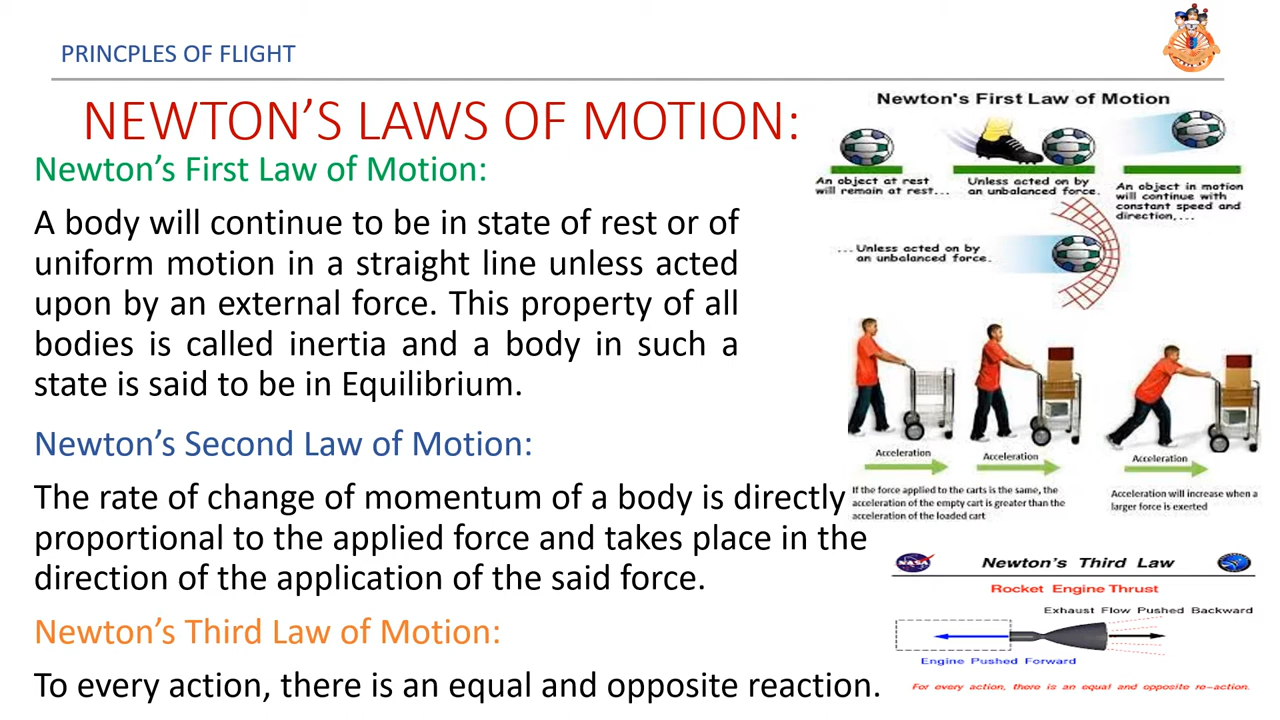 PRINCPLES OF FLIGHT
NEWTON'S LAWS OF MOTION:
Newton's First Law of Motion:
A body will continue to be in state of rest or of
uniform motion in a straight line unless acted
upon by an external force. This property of all
bodies is called inertia and a body in such a
state is said to be in Equilibrium.
Newton's Second Law of Motion:
The rate of change of momentum of a body is directly
proportional to the applied force and takes place in the
direction of the application of the said force.
Newton's Third Law of Motion:
To every action, there is an equal and opposite reaction.
Newton's First Law of Motion
An object at rest
will remain at rest...
Unless acted on by
an unbalanced force.
An object in motion
will continue with
constant speed and
direction,...
... Unless acted on by
an unbalanced force.
Acceleration
Acceleration
Acceleration
If the force applied to the carts is the same, the
acceleration of the empty cart is greater than the
acceleration of the loaded cart
Acceleration will increase when a
larger force is exerted
NASA
Newton's Third Law
Rocket Engine Thrust
Exhaust Flow Pushed Backward
Engine Pushed Forward
For every action, there is an equal and opposite re-action.